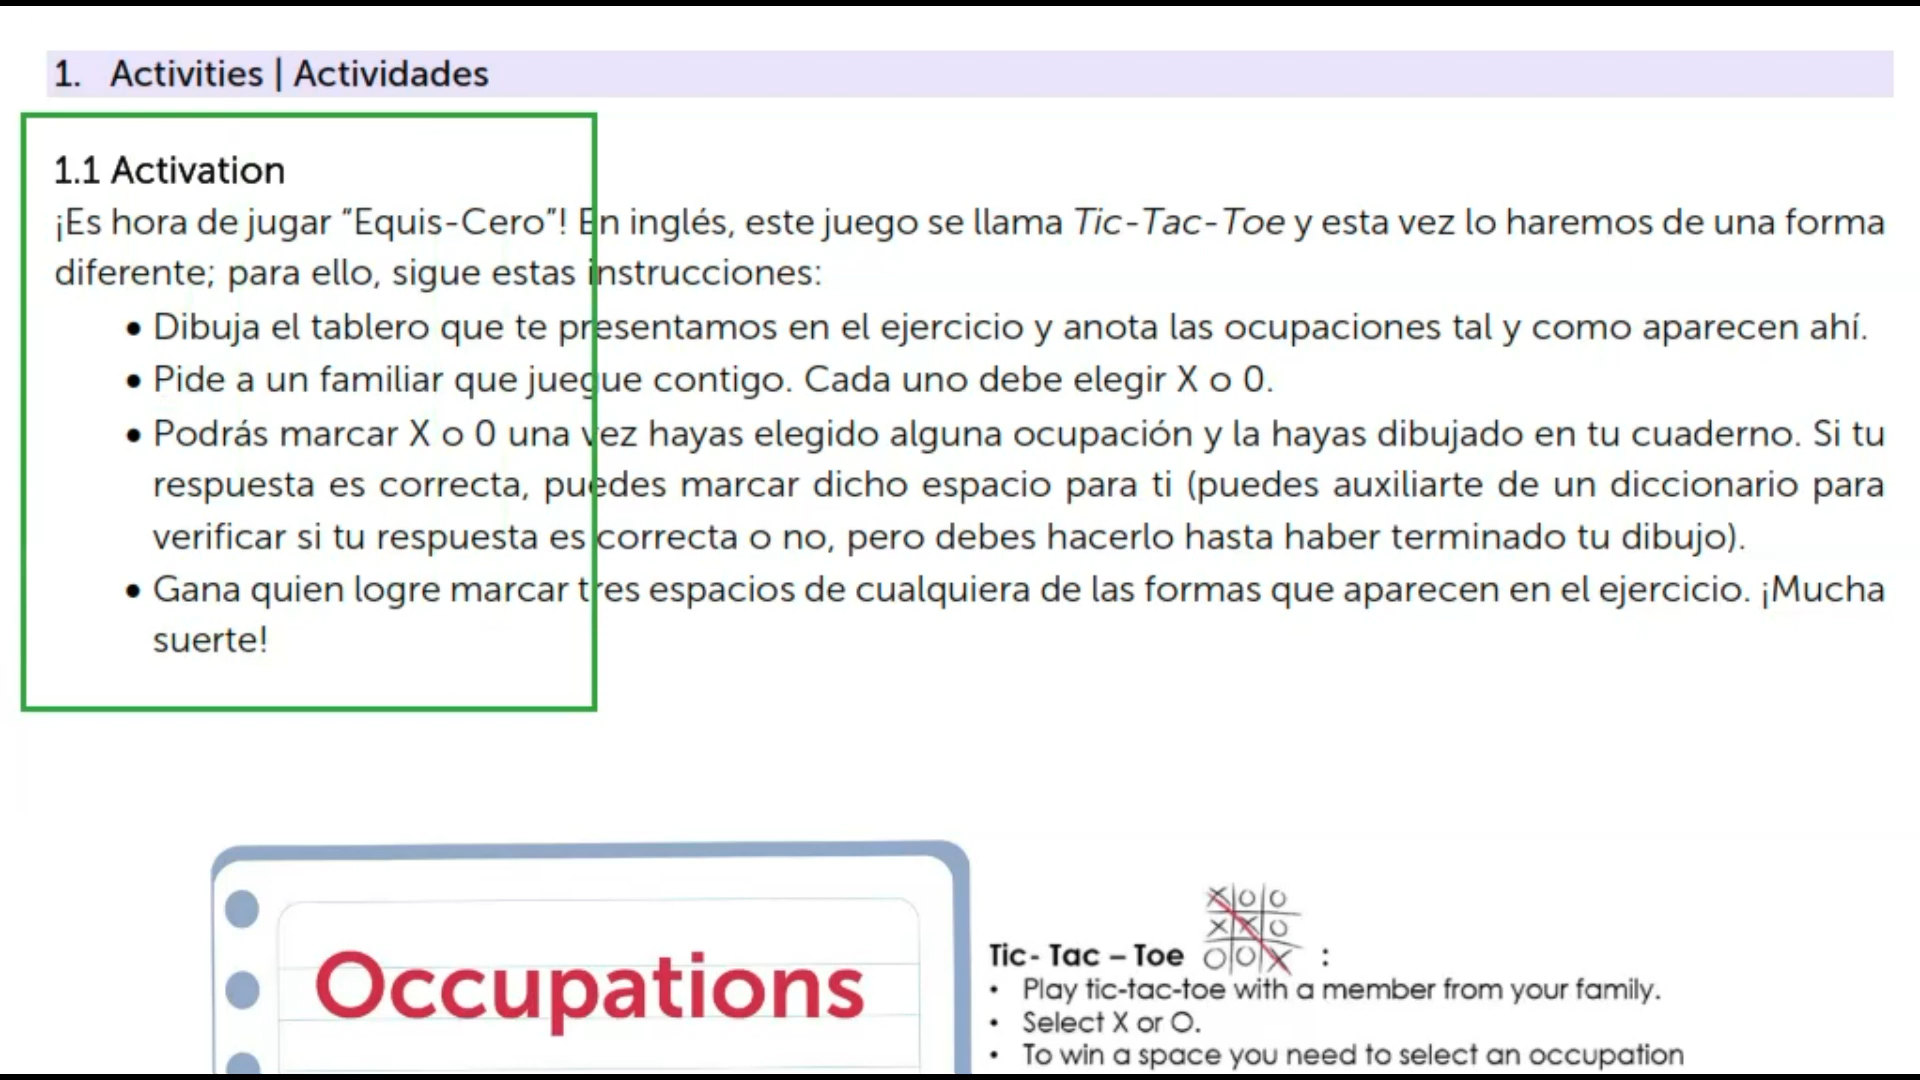 1. Activities | Actividades
1.1 Activation
¡Es hora de jugar “Equis-Cero”! En inglés, este juego se llama Tic-Tac-Toe y esta vez lo haremos de una forma
diferente; para ello, sigue estas instrucciones:
• Dibuja el tablero que te presentamos en el ejercicio y anota las ocupaciones tal y como aparecen ahí.
• Pide a un familiar que juegue contigo. Cada uno debe elegir X o 0.
• Podrás marcar X o 0 una vez hayas elegido alguna ocupación y la hayas dibujado en tu cuaderno. Si tu
respuesta es correcta, puedes marcar dicho espacio para ti (puedes auxiliarte de un diccionario para
verificar si tu respuesta es correcta o no, pero debes hacerlo hasta haber terminado tu dibujo).
• Gana quien logre marcar tres espacios de cualquiera de las formas que aparecen en el ejercicio. ¡Mucha
suerte!
Occupations
X O O
X X O
O O X
Tic- Tac – Toe :
• Play tic-tac-toe with a member from your family.
• Select X or O.
• To win a space you need to select an occupation